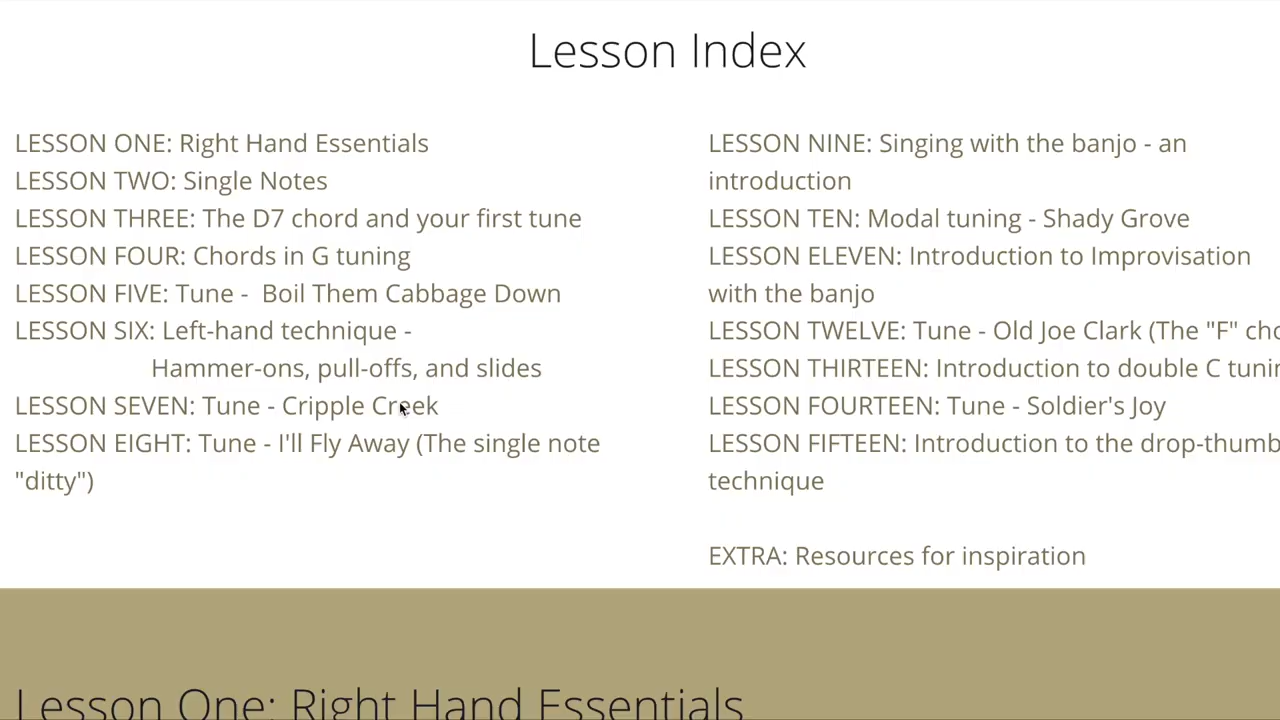 Lesson Index
LESSON ONE: Right Hand Essentials
LESSON TWO: Single Notes
LESSON THREE: The D7 chord and your first tune
LESSON FOUR: Chords in G tuning
LESSON FIVE: Tune -  Boil Them Cabbage Down
LESSON SIX: Left-hand technique -
Hammer-ons, pull-offs, and slides
LESSON SEVEN: Tune - Cripple Creek
LESSON EIGHT: Tune - I'll Fly Away (The single note
"ditty")
LESSON NINE: Singing with the banjo - an
introduction
LESSON TEN: Modal tuning - Shady Grove
LESSON ELEVEN: Introduction to Improvisation
with the banjo
LESSON TWELVE: Tune - Old Joe Clark (The "F"
LESSON THIRTEEN: Introduction to double C
LESSON FOURTEEN: Tune - Soldier's Joy
LESSON FIFTEEN: Introduction to the drop-thumb
technique
EXTRA: Resources for inspiration
Lesson One: Right Hand Essentials